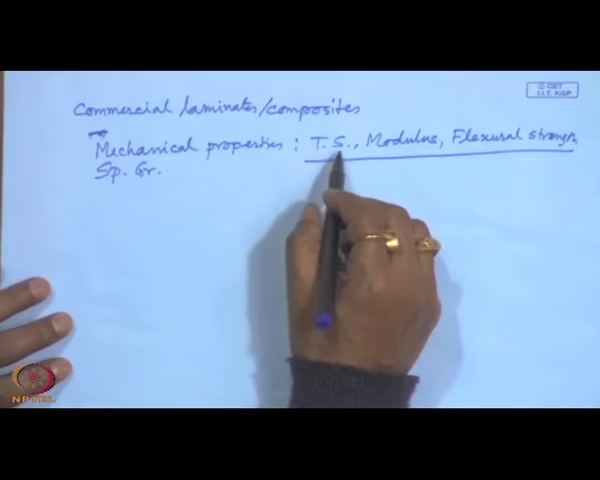 © CET
I.I.T. KGP
Commercial laminates/composites
Mechanical properties : T.S., Modulus, Flexural strength,
Sp. Gr.
NPTEL